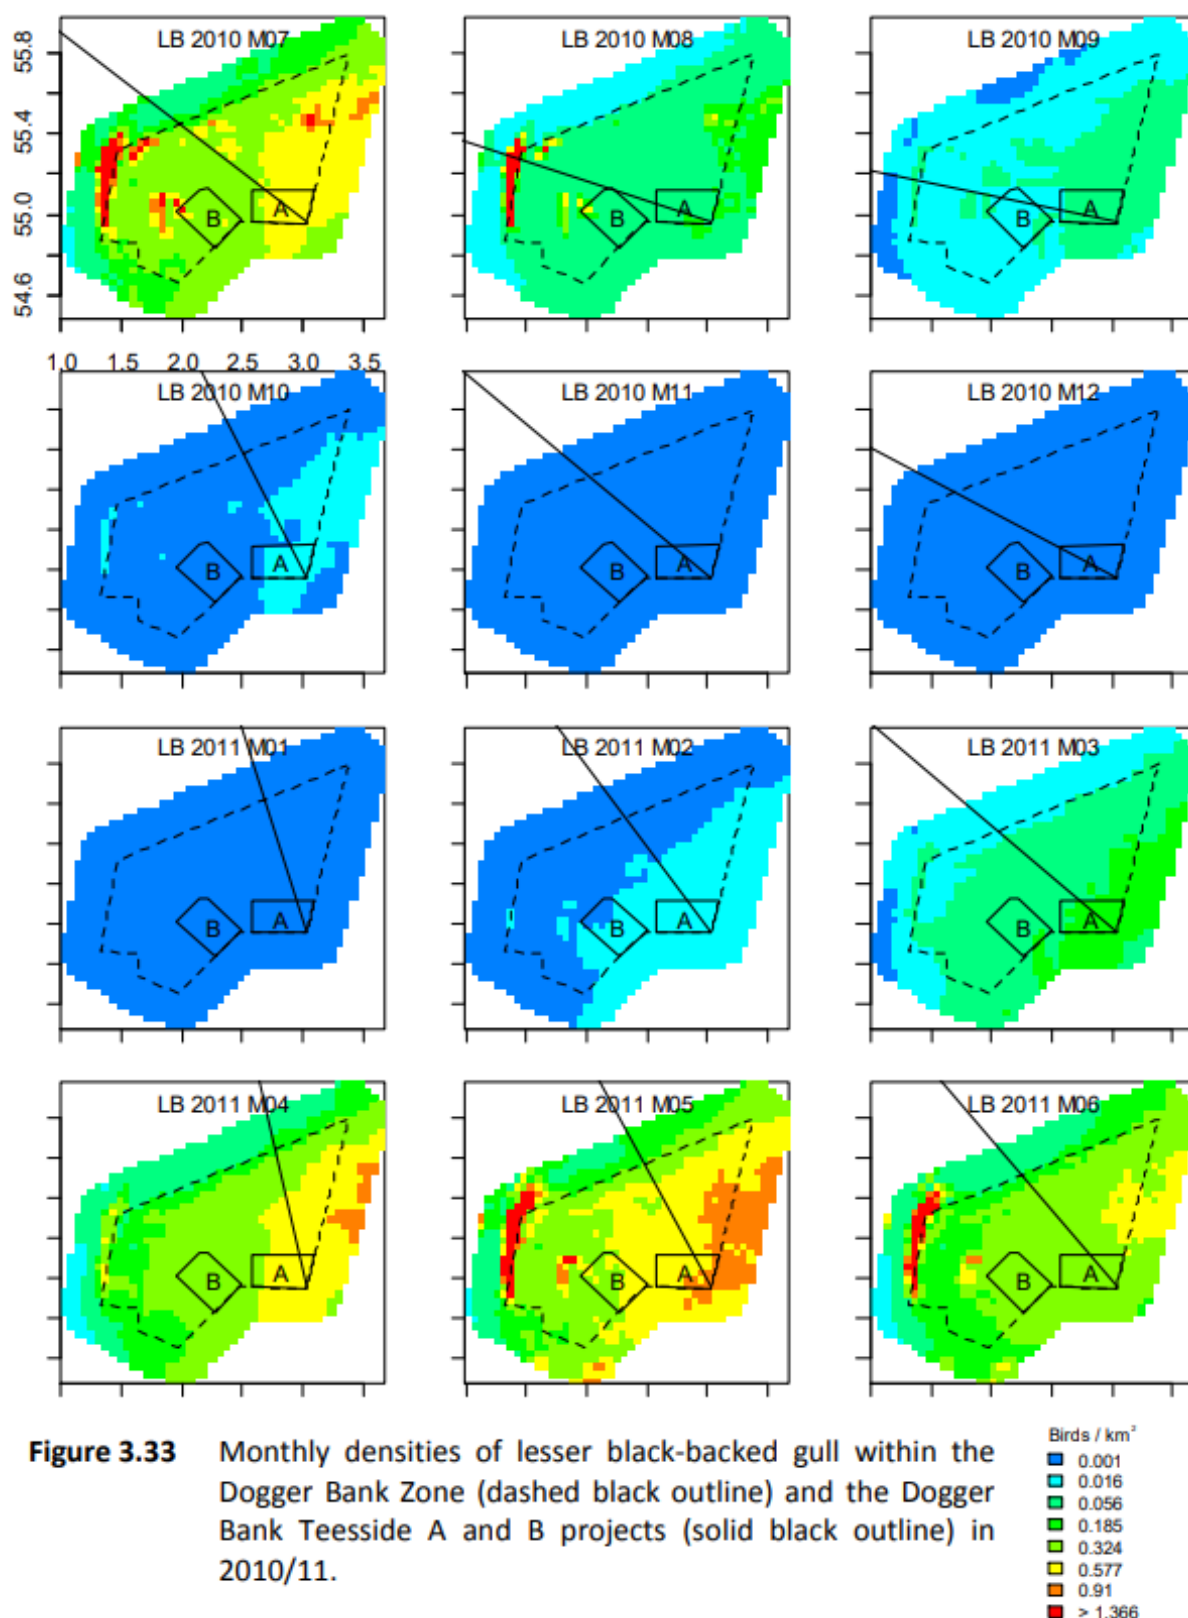 LB 2010 M07 LB 2010 M08 LB 2010 M09
55.8
55.4
55.0
54.6
B A B A B A
1.0 1.5 2.0 2.5 3.0 3.5
LB 2010 M10 LB 2010 M11 LB 2010 M12
B A B A B A
LB 2011 M01 LB 2011 M02 LB 2011 M03
B A B A B A
LB 2011 M04 LB 2011 M05 LB 2011 M06
B A B A B A
Figure 3.33 Monthly densities of lesser black-backed gull within the
Dogger Bank Zone (dashed black outline) and the Dogger
Bank Teesside A and B projects (solid black outline) in
2010/11.
Birds / km²
0.001
0.016
0.056
0.185
0.324
0.577
0.91
> 1.366